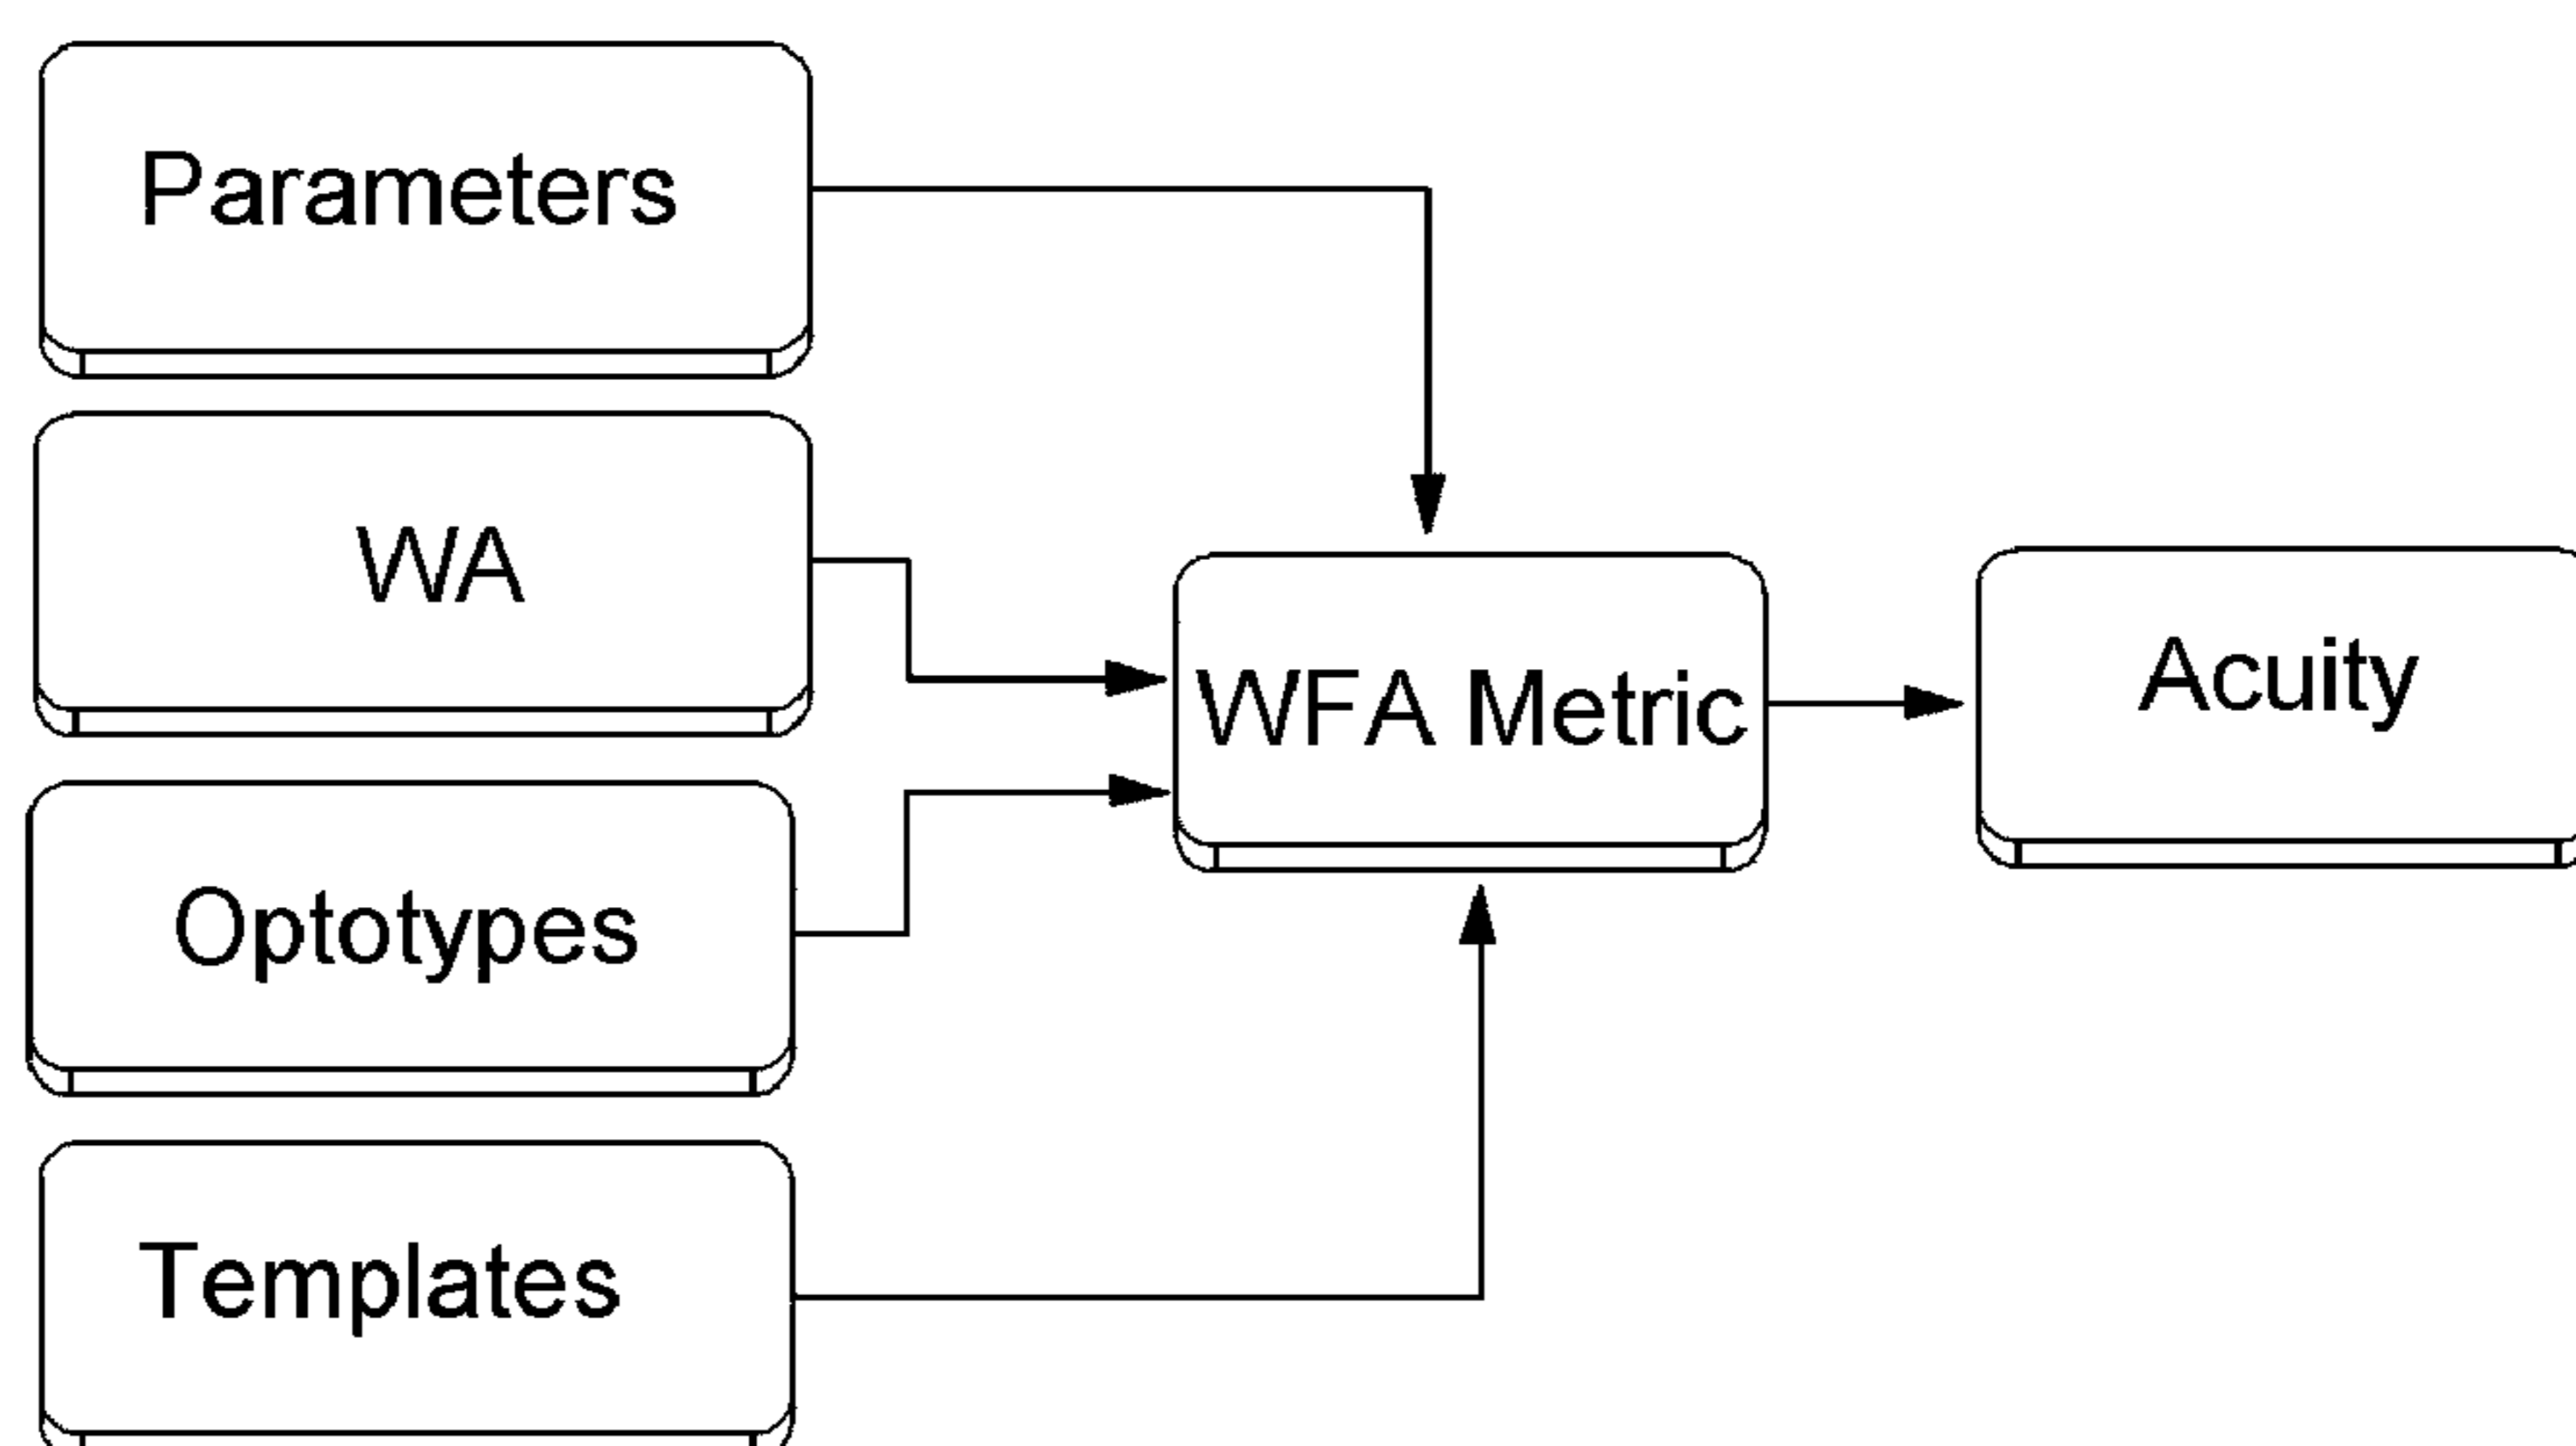 Parameters
WA
Optotypes
Templates
WFA Metric
Acuity